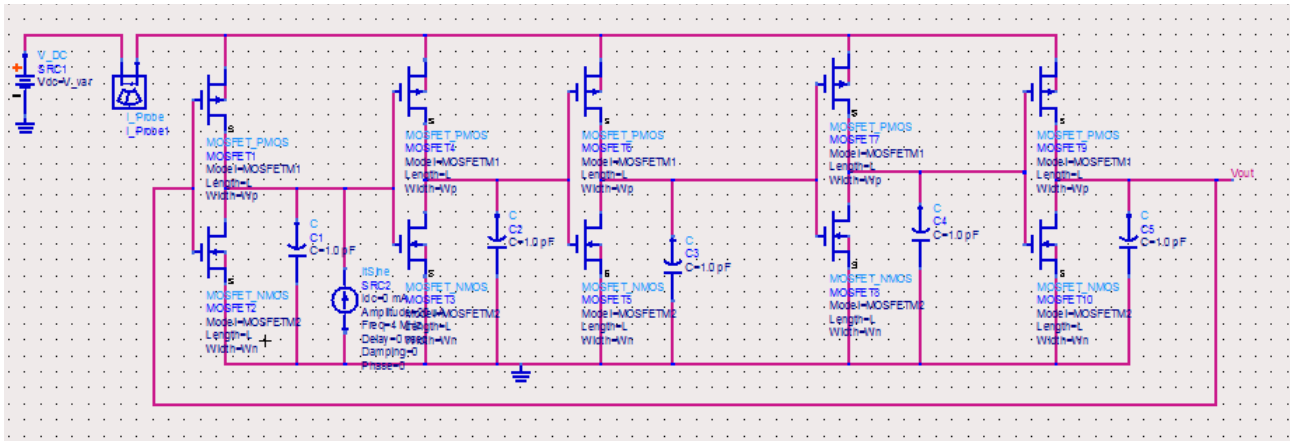 V_DC
SRC1
Vdc=V_var
I_Probe
I_Probe1
S
MOSFET_PMOS
MOSFET1
Model=MOSFETM1
Length=L
Width=Wp
S
MOSFET_NMOS
MOSFET2
Model=MOSFETM2
Length=L
Width=Wn
C
C1
C=1.0 pF
ItSine
SRC2
Idc=0 mA
Freq=4
Damping=0
Phase=0
S
MOSFET_PMOS
MOSFET4
Model=MOSFETM1
Length=L
Width=Wp
S
MOSFET_NMOS
MOSFET3
Model=MOSFETM2
Length=L
Width=Wn
C
C2
C=1.0 pF
S
MOSFET_PMOS
MOSFET6
Model=MOSFETM1
Length=L
Width=Wp
S
MOSFET_NMOS
MOSFET5
Model=MOSFETM2
Length=L
Width=Wn
C
C3
C=1.0 pF
S
MOSFET_PMOS
MOSFET7
Model=MOSFETM1
Length=L
Width=Wp
S
MOSFET_NMOS
MOSFET8
Model=MOSFETM2
Length=L
Width=Wn
C
C4
C=1.0 pF
S
MOSFET_PMOS
MOSFET9
Model=MOSFETM1
Length=L
Width=Wp
S
MOSFET_NMOS
MOSFET10
Model=MOSFETM2
Length=L
Width=Wn
C
C5
C=1.0 pF
Vout